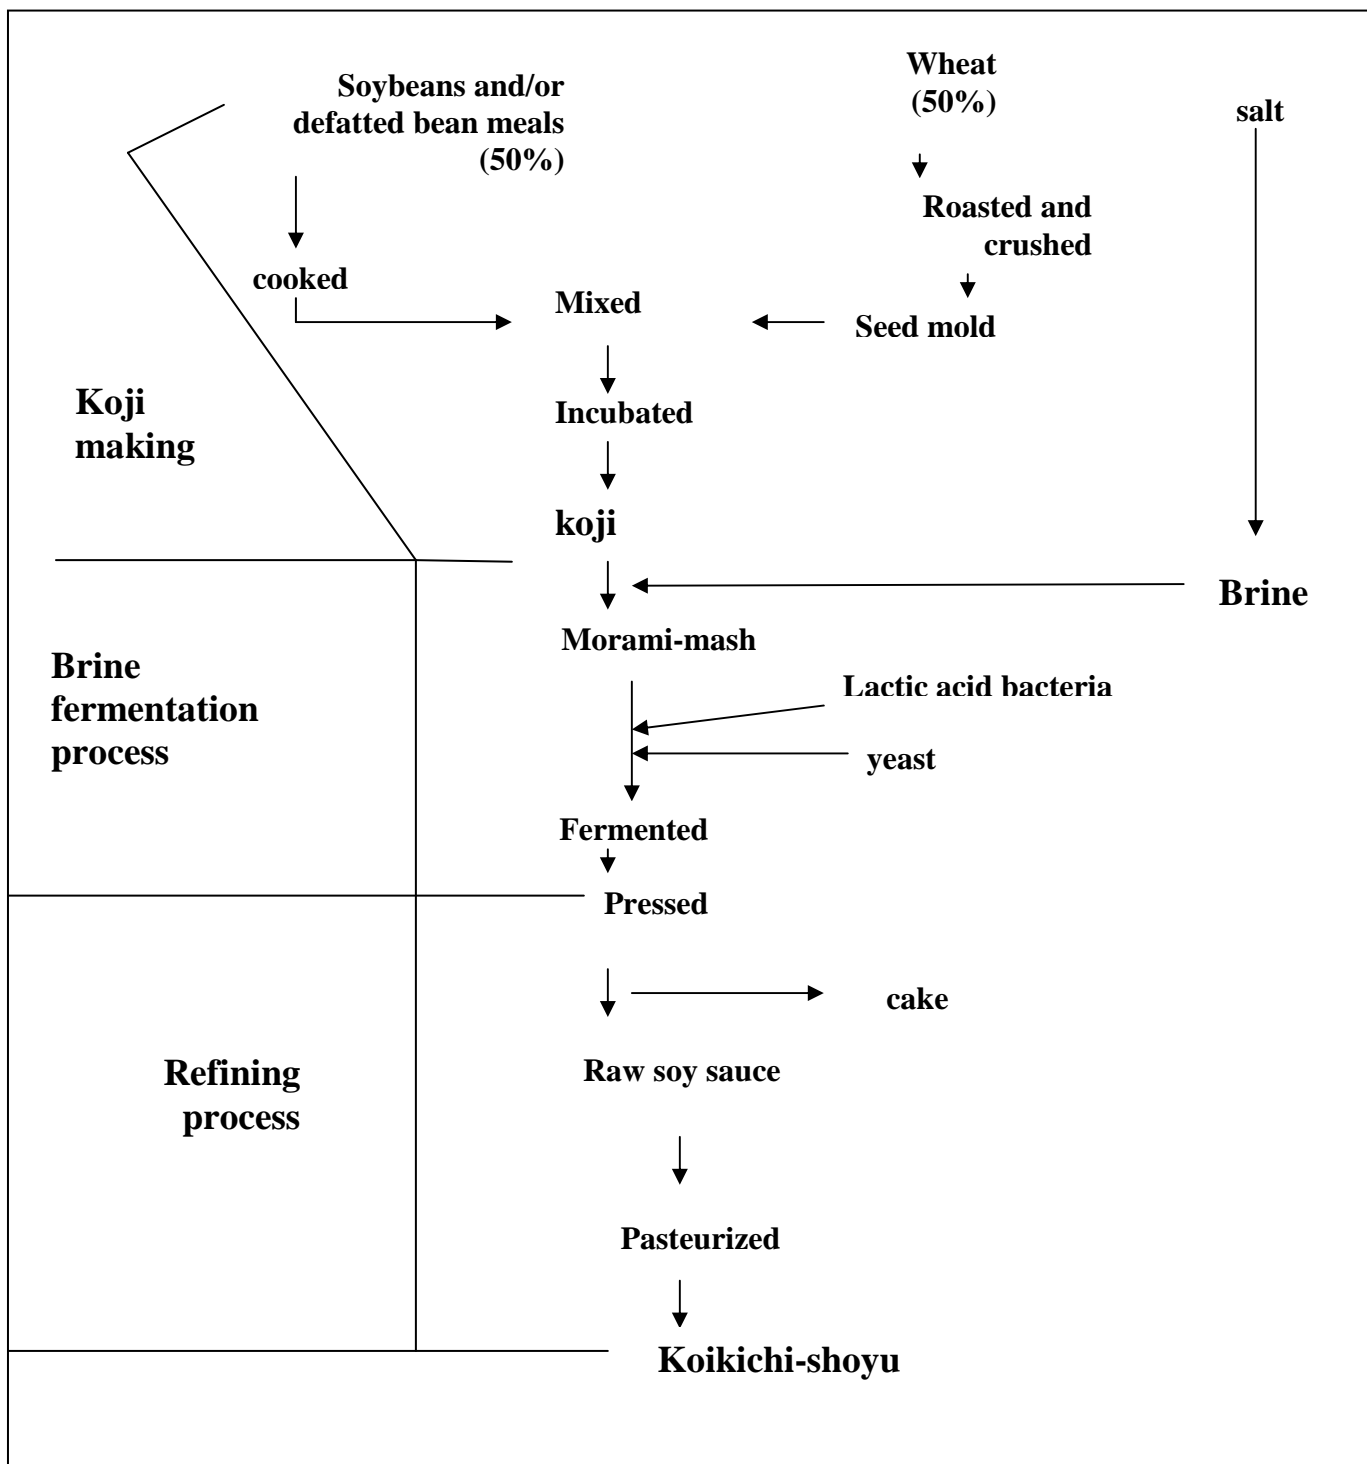 Soybeans and/or
defatted bean meals
(50%)
Wheat
(50%)
salt
Roasted and
crushed
cooked
Mixed
Seed mold
Koji
making
Incubated
koji
Brine
Morami-mash
Brine
fermentation
process
Lactic acid bacteria
yeast
Fermented
Pressed
cake
Refining
process
Raw soy sauce
Pasteurized
Koikichi-shoyu